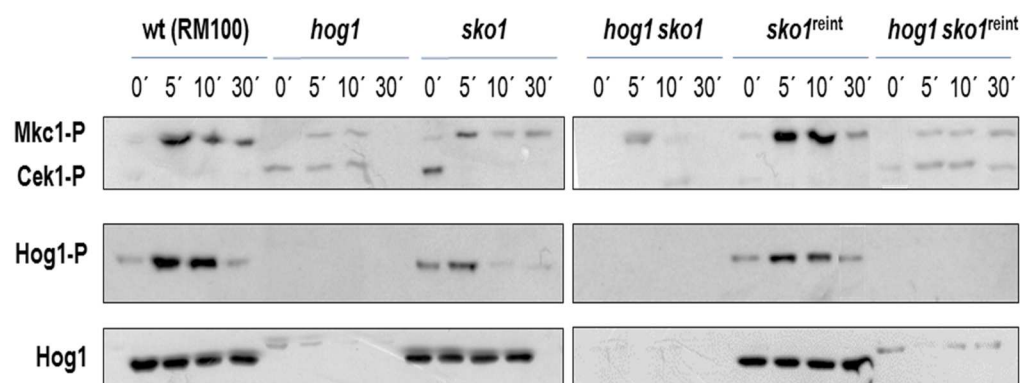 wt (RM100) hog1 sko1 hog1 sko1 sko1reint hog1 sko1reint
0´ 5´ 10´ 30´ 0´ 5´ 10´ 30´ 0´ 5´ 10´ 30´ 0´ 5´ 10´ 30´ 0´ 5´ 10´ 30´ 0´ 5´ 10´ 30´
Mkc1-P
Cek1-P
Hog1-P
Hog1